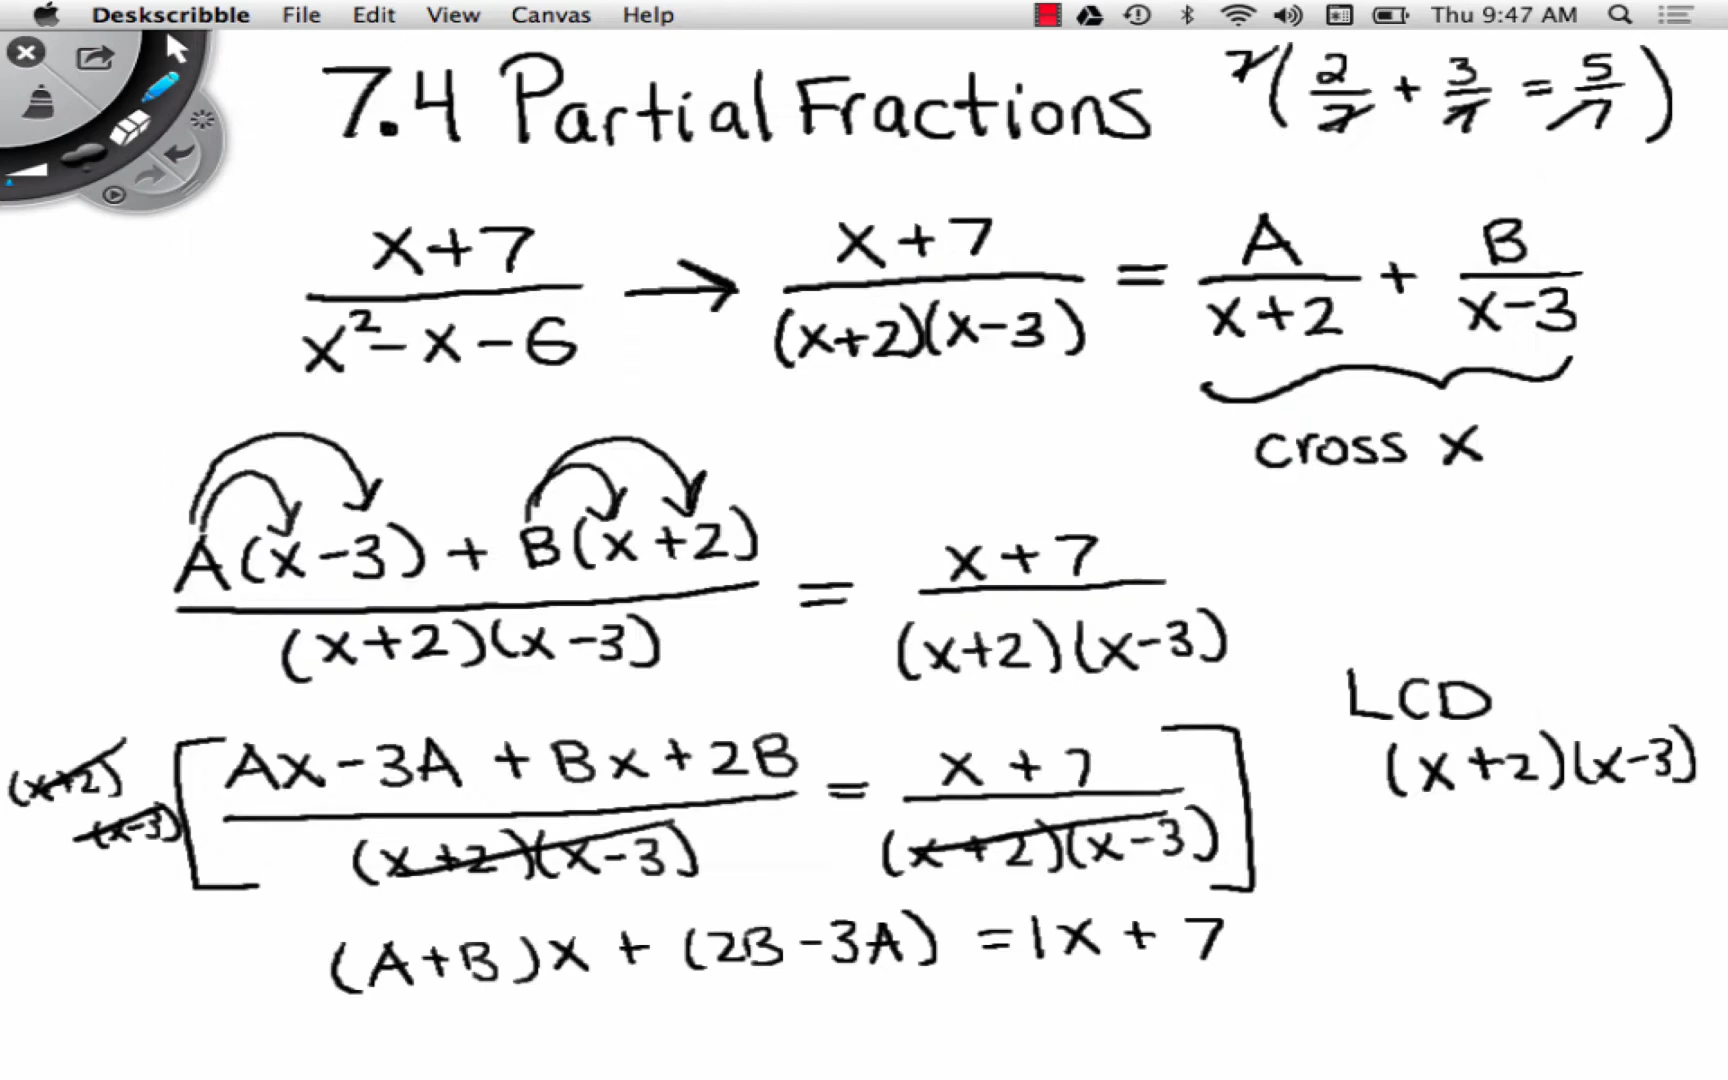 Deskscribble File Edit View Canvas Help Thu 9:47 AM
7.4 Partial Fractions 7(2/7 + 3/7 = 5/7)
x+7/x²-x-6 → x+7/(x+2)(x-3) = A/x+2 + B/x-3
cross x
A(x-3) + B(x+2)/(x+2)(x-3) = x+7/(x+2)(x-3)
LCD
(x+2)(x-3)
(x+2)(x-3)[Ax-3A + Bx+2B/(x+2)(x-3) = x+7/(x+2)(x-3)]
(A+B)x + (2B-3A) = 1x + 7